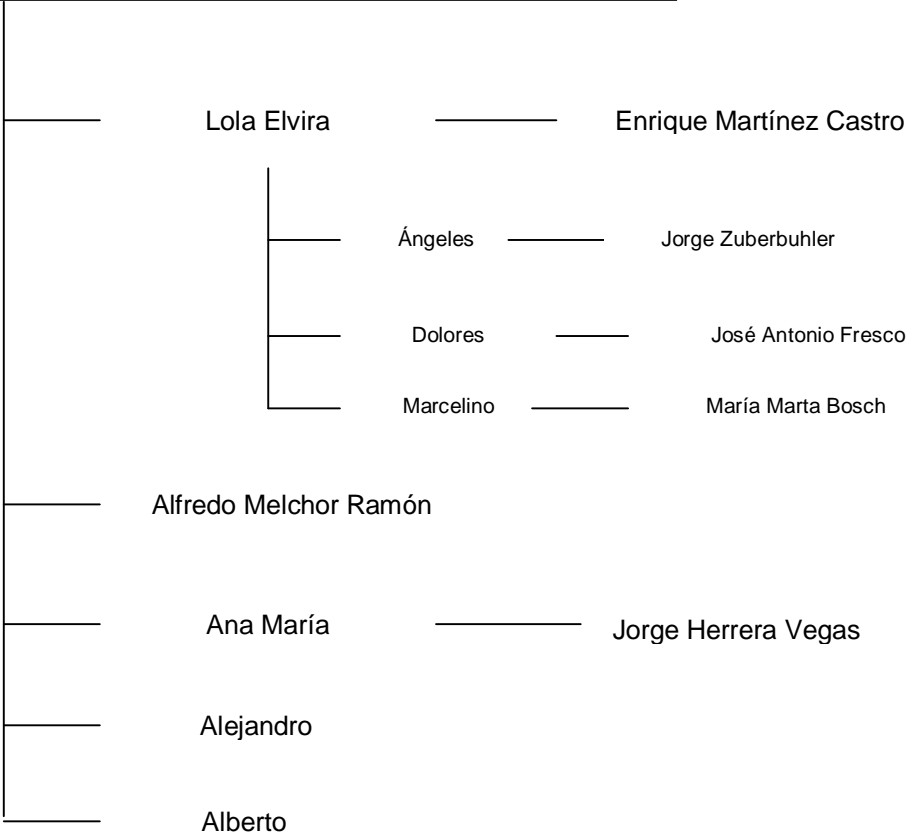 Lola Elvira Enrique Martínez Castro
Ángeles Jorge Zuberbuhler
Dolores José Antonio Fresco
Marcelino María Marta Bosch
Alfredo Melchor Ramón
Ana María Jorge Herrera Vegas
Alejandro
Alberto